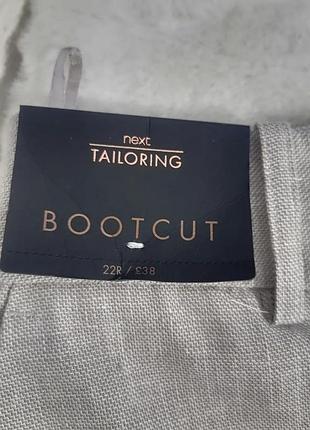 next
TAILORING
BOOTCUT
22R / £38